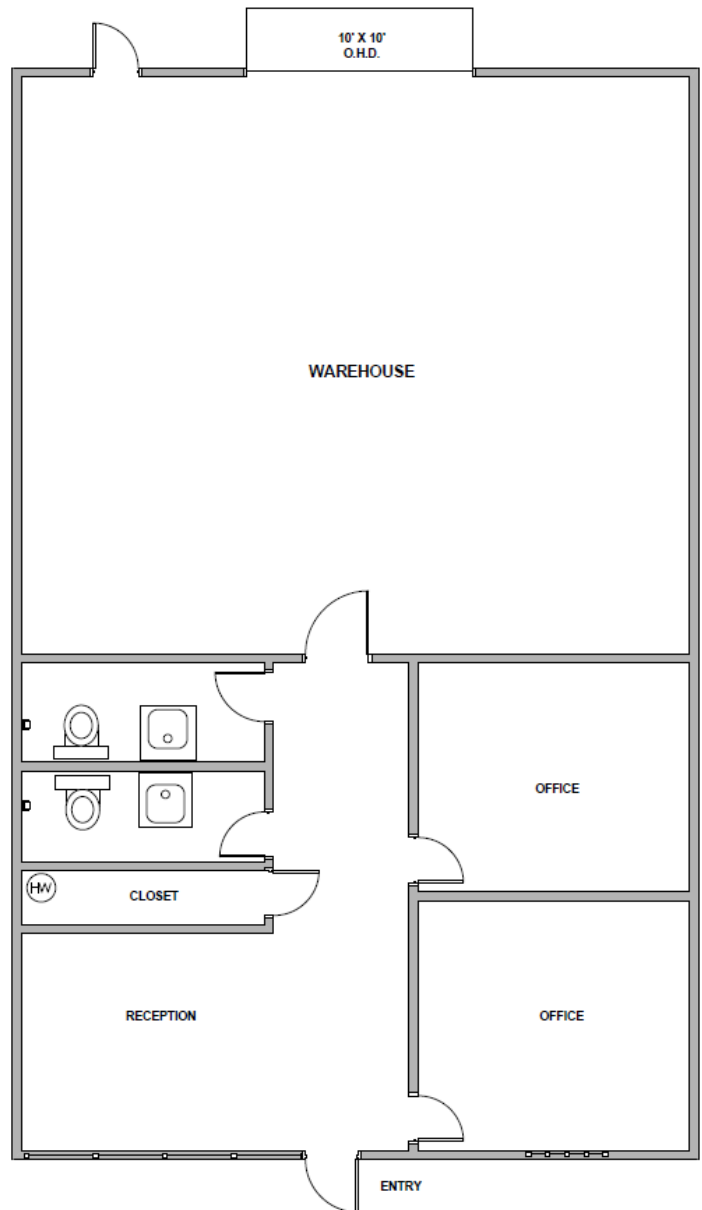 10' X 10'
O.H.D.
WAREHOUSE
OFFICE
HW
CLOSET
RECEPTION
OFFICE
ENTRY